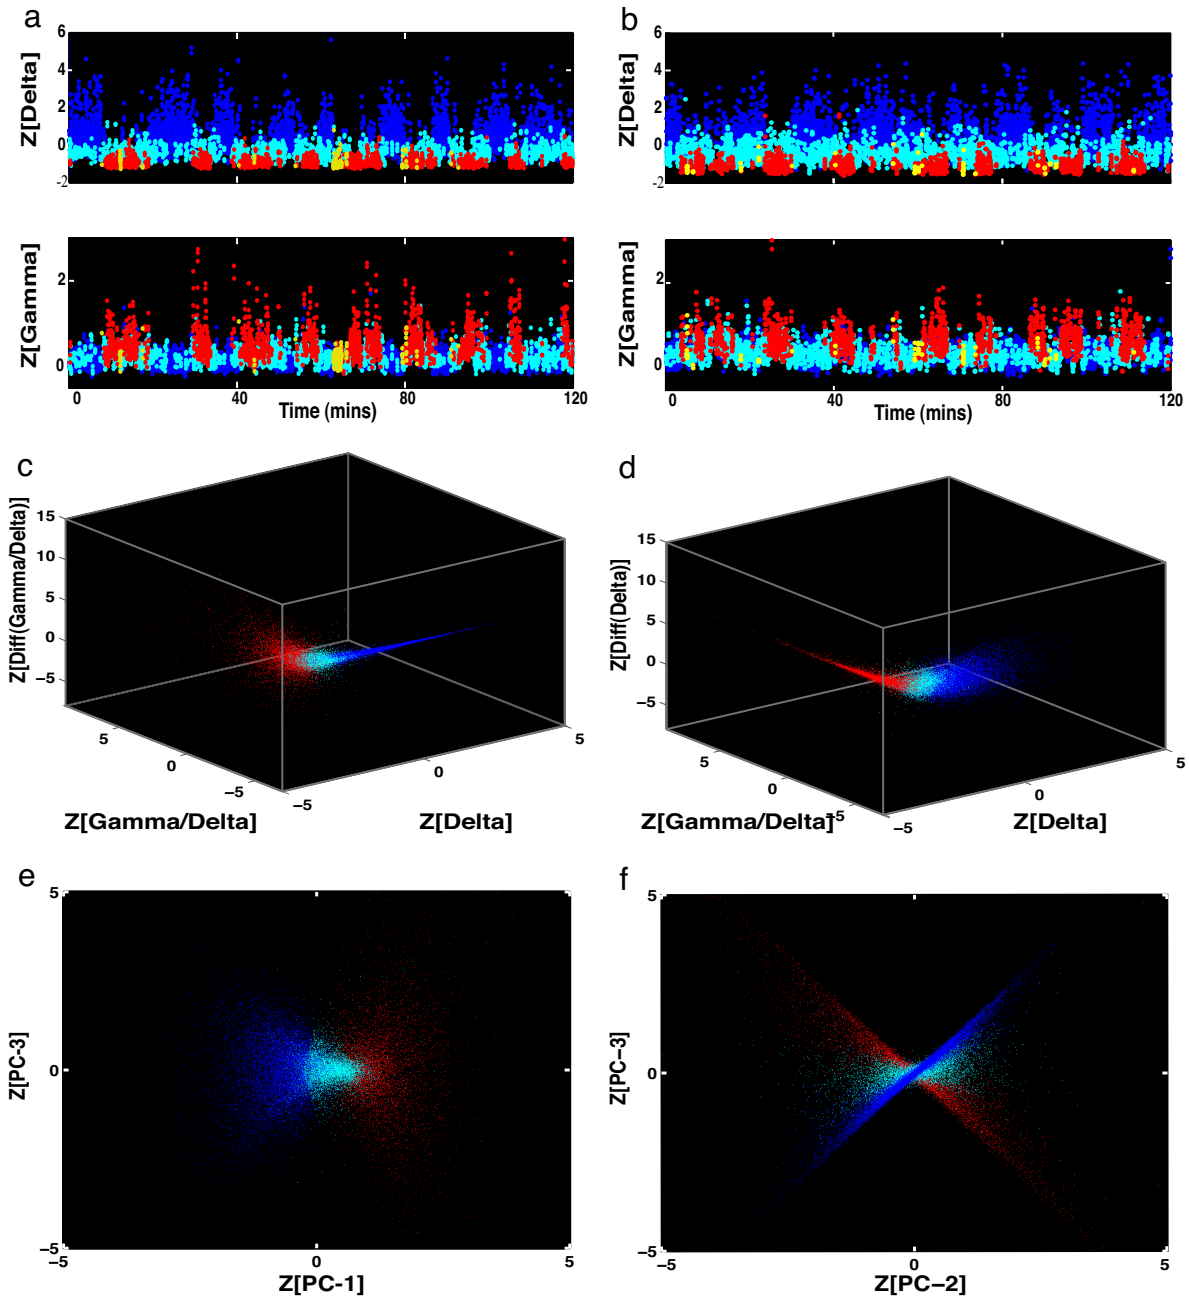 a
b
6
4
2
0
-2
Z[Delta]
6
4
2
0
-2
Z[Delta]
2
0
Z[Gamma]
0
40
80
120
Time (mins)
2
0
Z[Gamma]
0
40
80
120
Time (mins)
c
15
10
5
0
−5
Z[Diff(Gamma/Delta)]
5
0
−5
−5
0
5
Z[Gamma/Delta]
Z[Delta]
d
15
10
5
0
−5
Z[Diff(Delta)]
5
0
−5
−5
0
5
Z[Gamma/Delta]
Z[Delta]
e
5
0
−5
Z[PC-3]
−5
0
5
Z[PC-1]
f
5
0
−5
Z[PC−3]
−5
0
5
Z[PC−2]